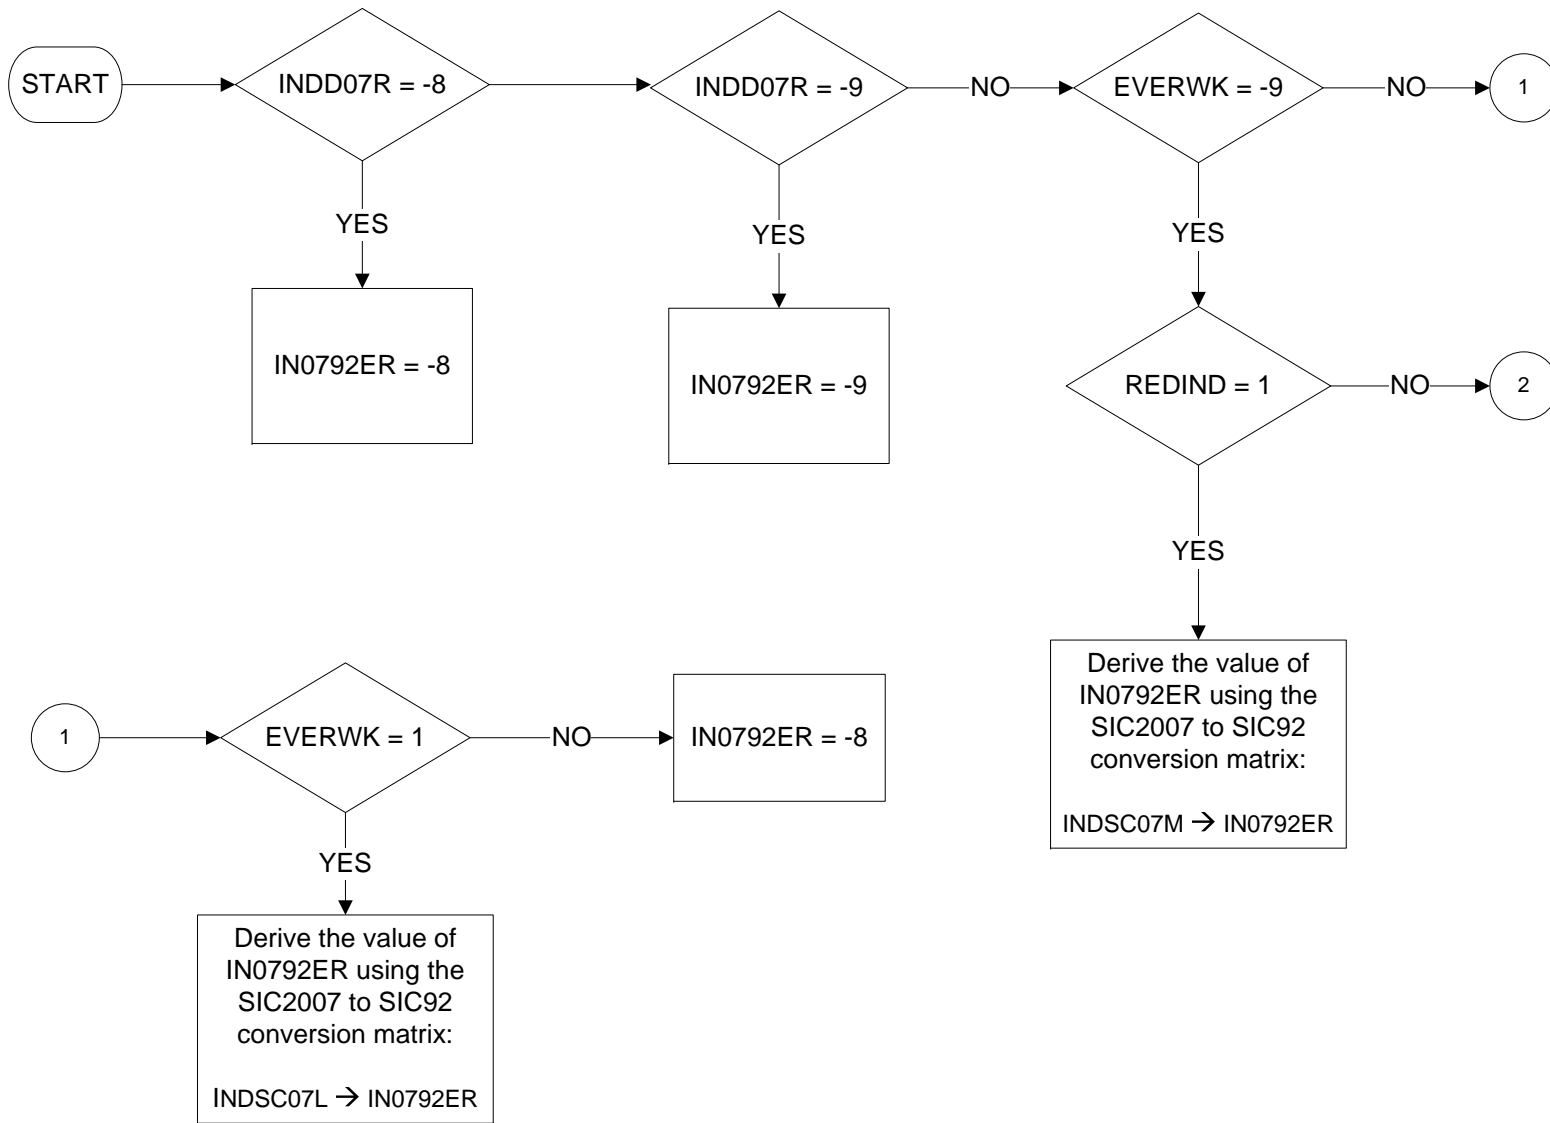 START
INDD07R = -8
INDD07R = -9
NO
EVERWK = -9
NO
1
YES
YES
YES
IN0792ER = -8
IN0792ER = -9
REDIND = 1
NO
2
YES
Derive the value of
IN0792ER using the
SIC2007 to SIC92
conversion matrix:
INDSC07M → IN0792ER
1
EVERWK = 1
NO
IN0792ER = -8
YES
Derive the value of
IN0792ER using the
SIC2007 to SIC92
conversion matrix:
INDSC07L → IN0792ER